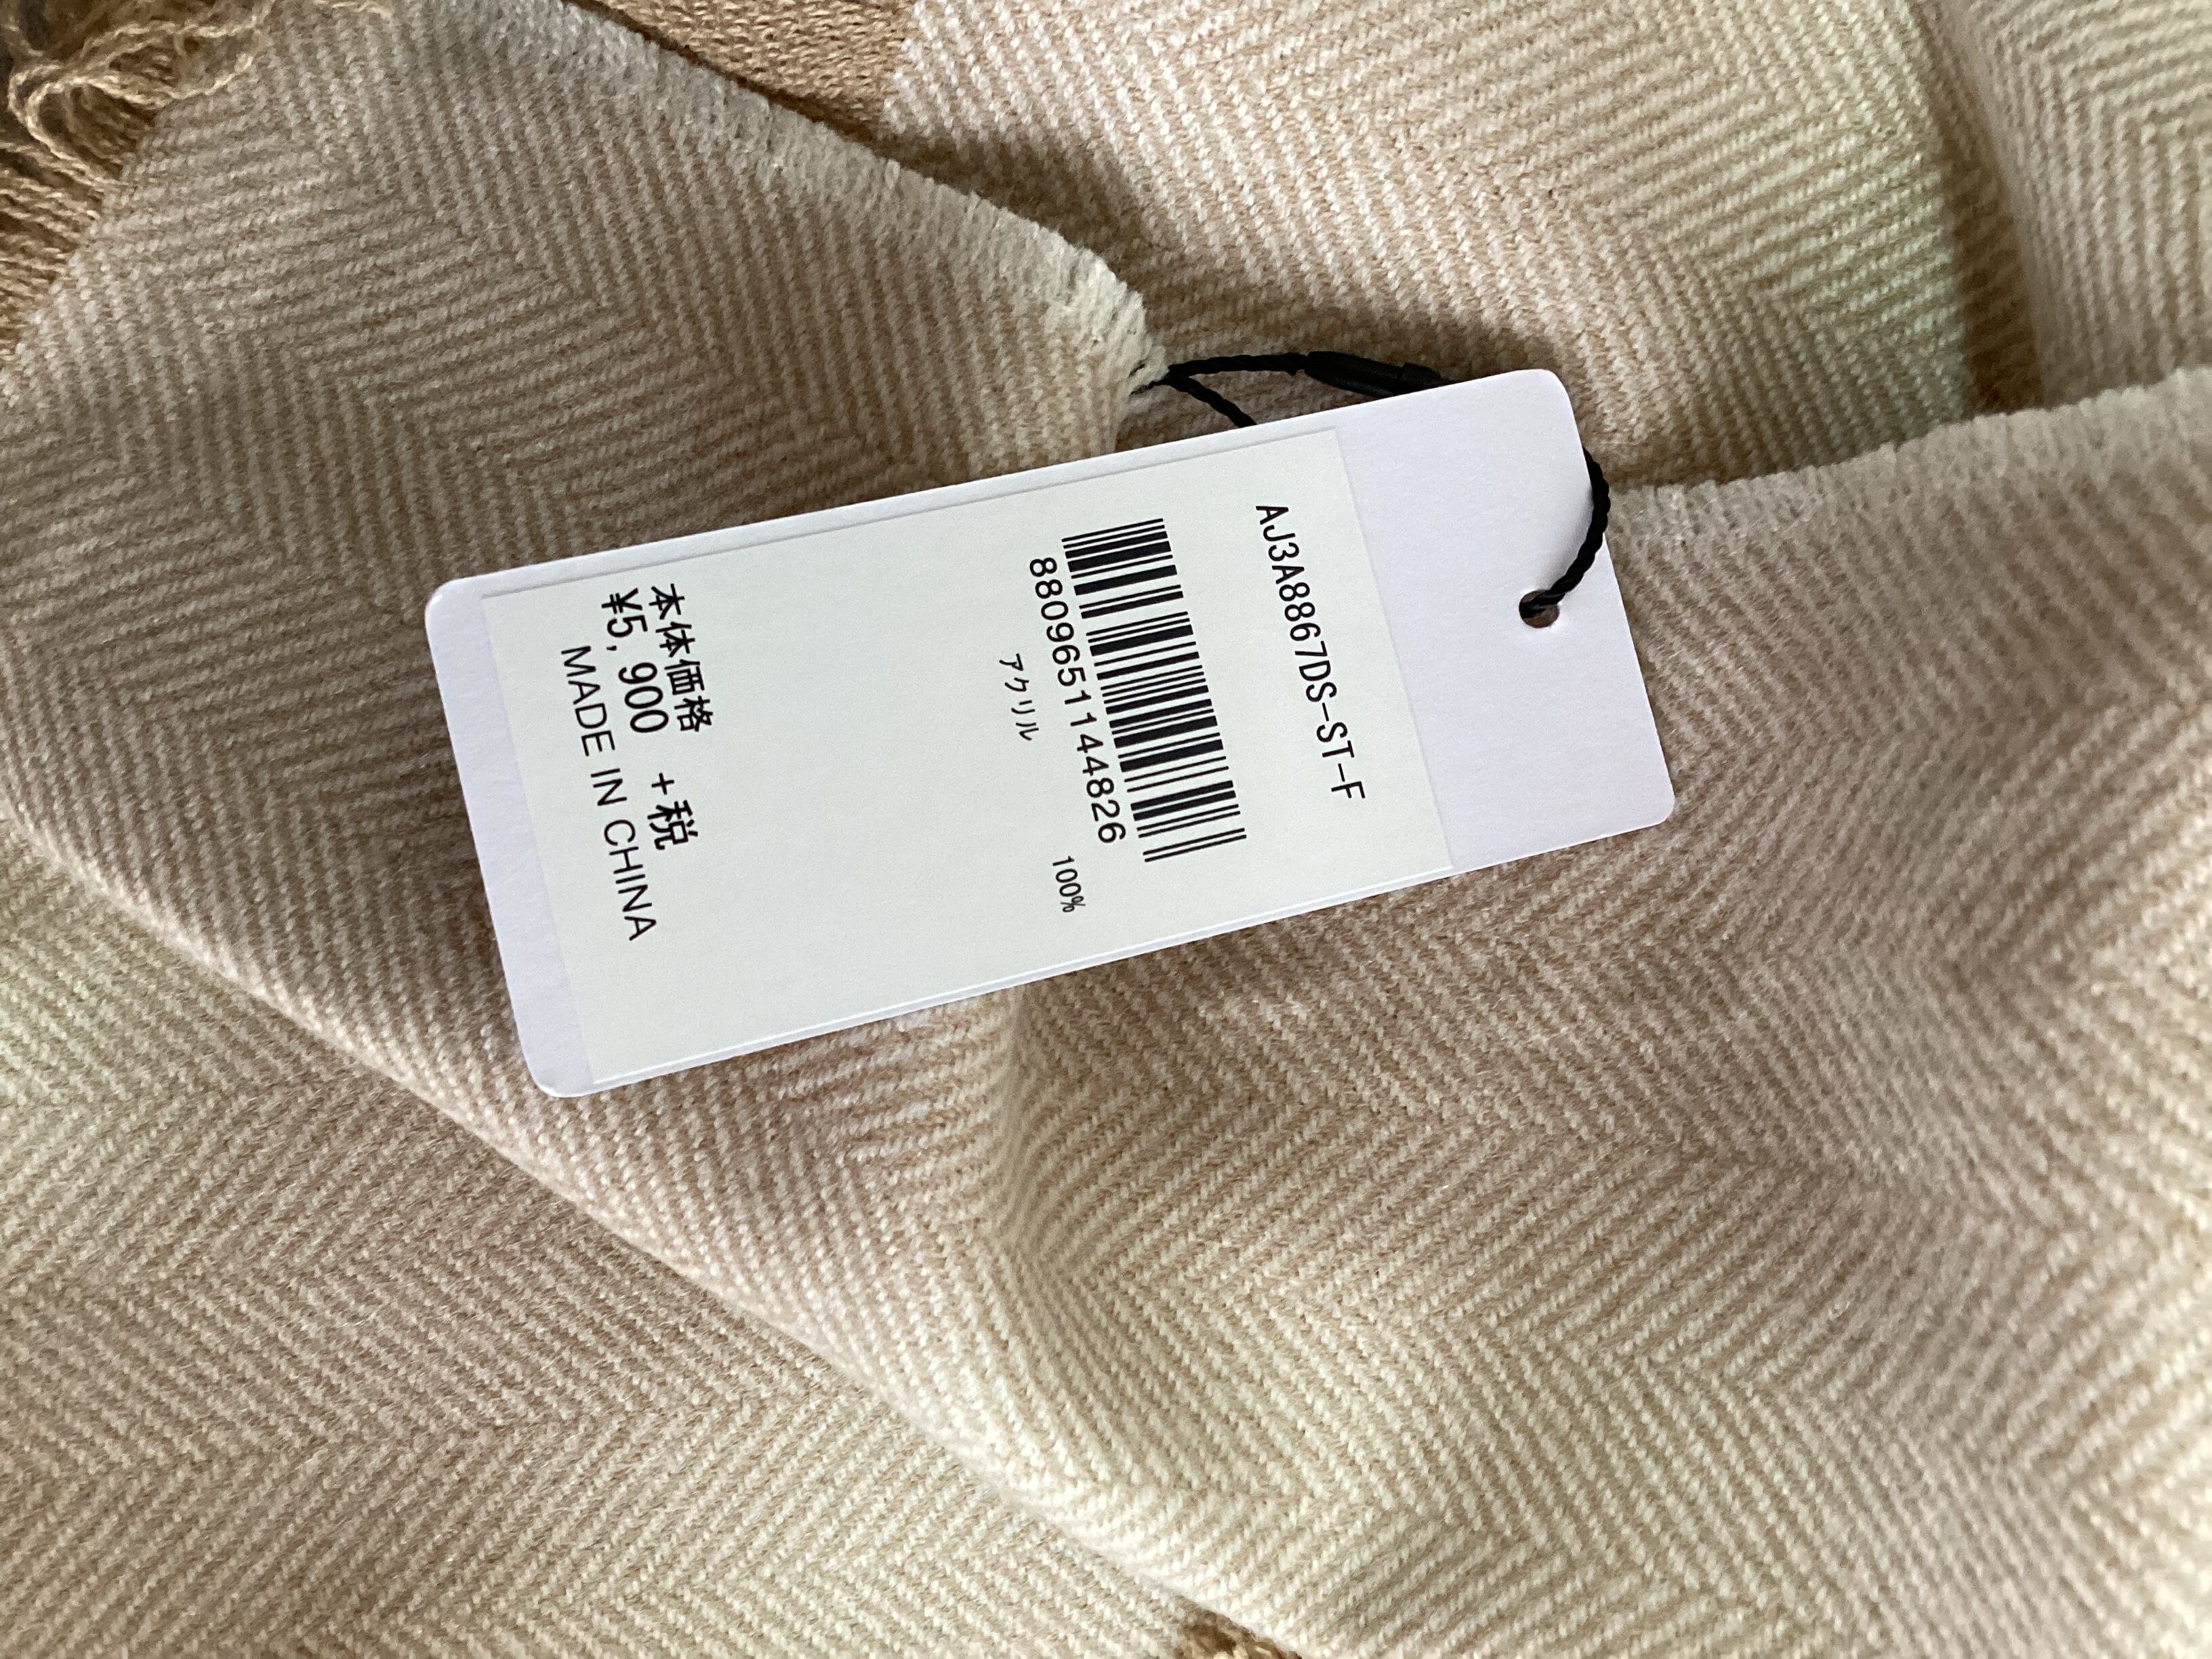 AJ3A8867DS-ST-F
8809651144826
アクリル 100%
本体価格
¥5,900 +税
MADE IN CHINA